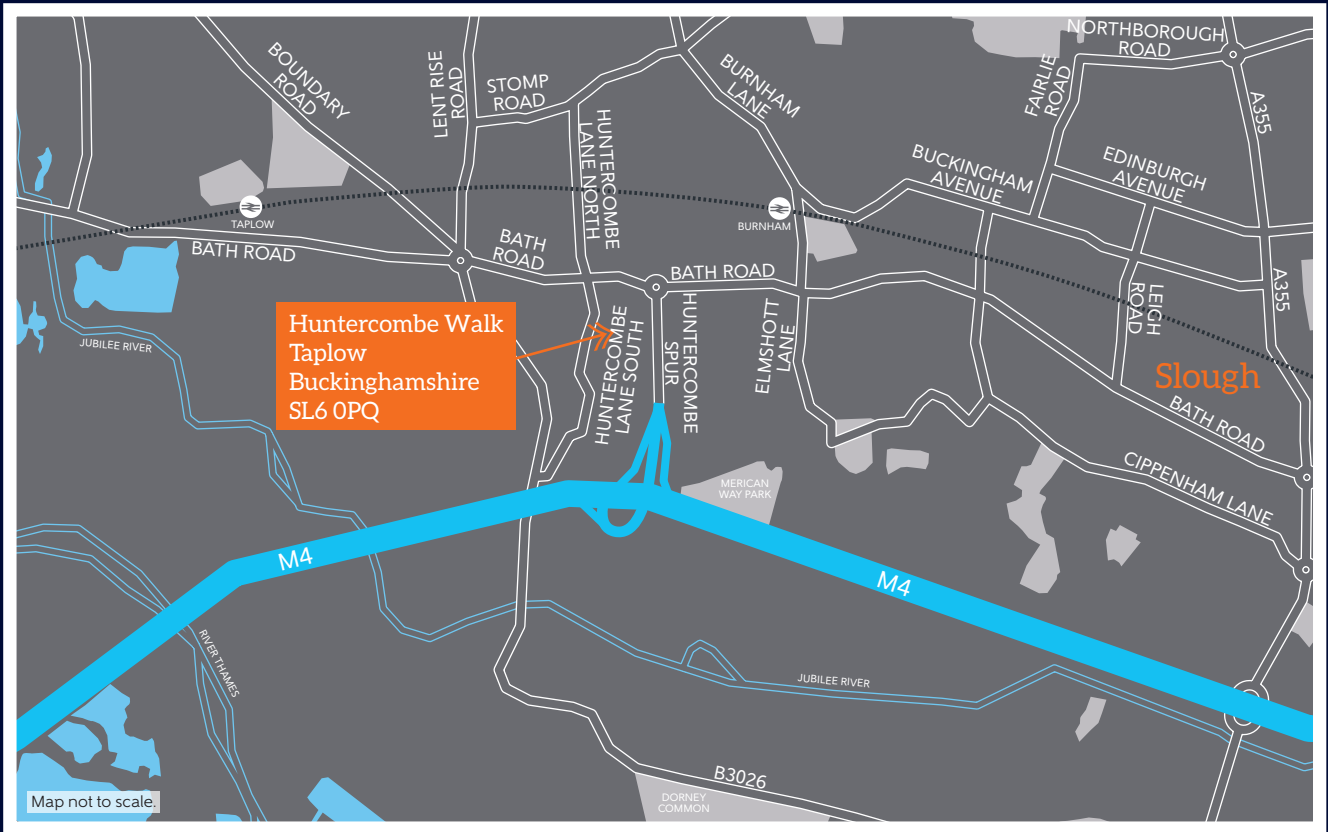 NORTHBOROUGH
ROAD
BOUNDARY
ROAD
LENT RISE
ROAD
STOMP
ROAD
BURNHAM
LANE
FAIRLIE
ROAD
A355
HUNTERCOMBE
LANE NORTH
BUCKINGHAM
AVENUE
EDINBURGH
AVENUE
TAPLOW
BURNHAM
BATH ROAD
BATH
ROAD
BATH ROAD
A355
LEIGH
ROAD
Huntercombe Walk
Taplow
Buckinghamshire
SL6 0PQ
HUNTERCOMBE
LANE SOUTH
HUNTERCOMBE
SPUR
ELMSHOTT
LANE
JUBILEE RIVER
Slough
BATH ROAD
CIPPENHAM LANE
MERICAN
WAY PARK
M4
M4
RIVER THAMES
JUBILEE RIVER
B3026
DORNEY
COMMON
Map not to scale.